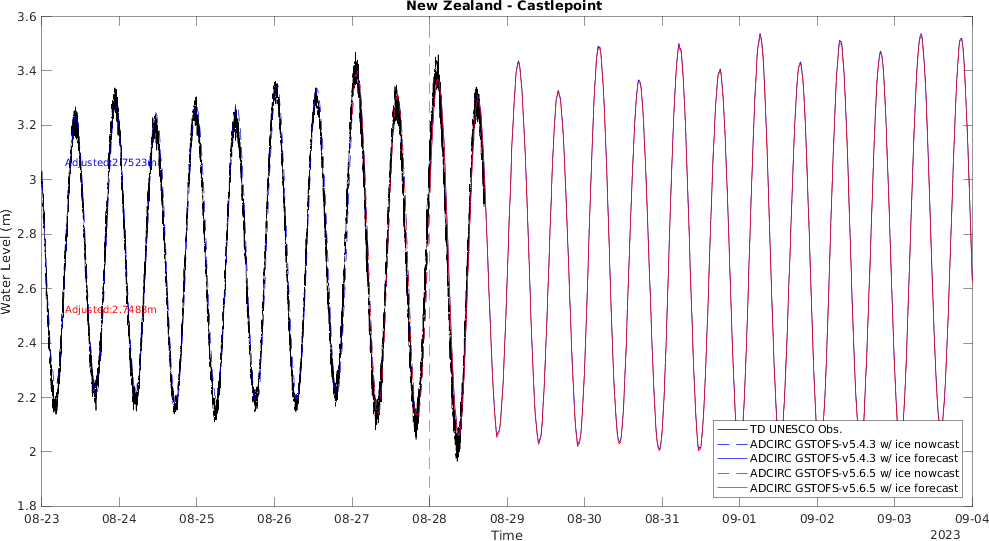 New Zealand - Castlepoint
3.6
3.4
3.2
3
2.8
2.6
2.4
2.2
2
1.8
Water Level (m)
Adjusted:2.7523m
Adjusted:2.7483m
TD UNESCO Obs.
ADCIRC GSTOFS-v5.4.3 w/ ice nowcast
ADCIRC GSTOFS-v5.4.3 w/ ice forecast
ADCIRC GSTOFS-v5.6.5 w/ ice nowcast
ADCIRC GSTOFS-v5.6.5 w/ ice forecast
08-23 08-24 08-25 08-26 08-27 08-28 08-29 08-30 08-31 09-01 09-02 09-03 09-04
Time
2023